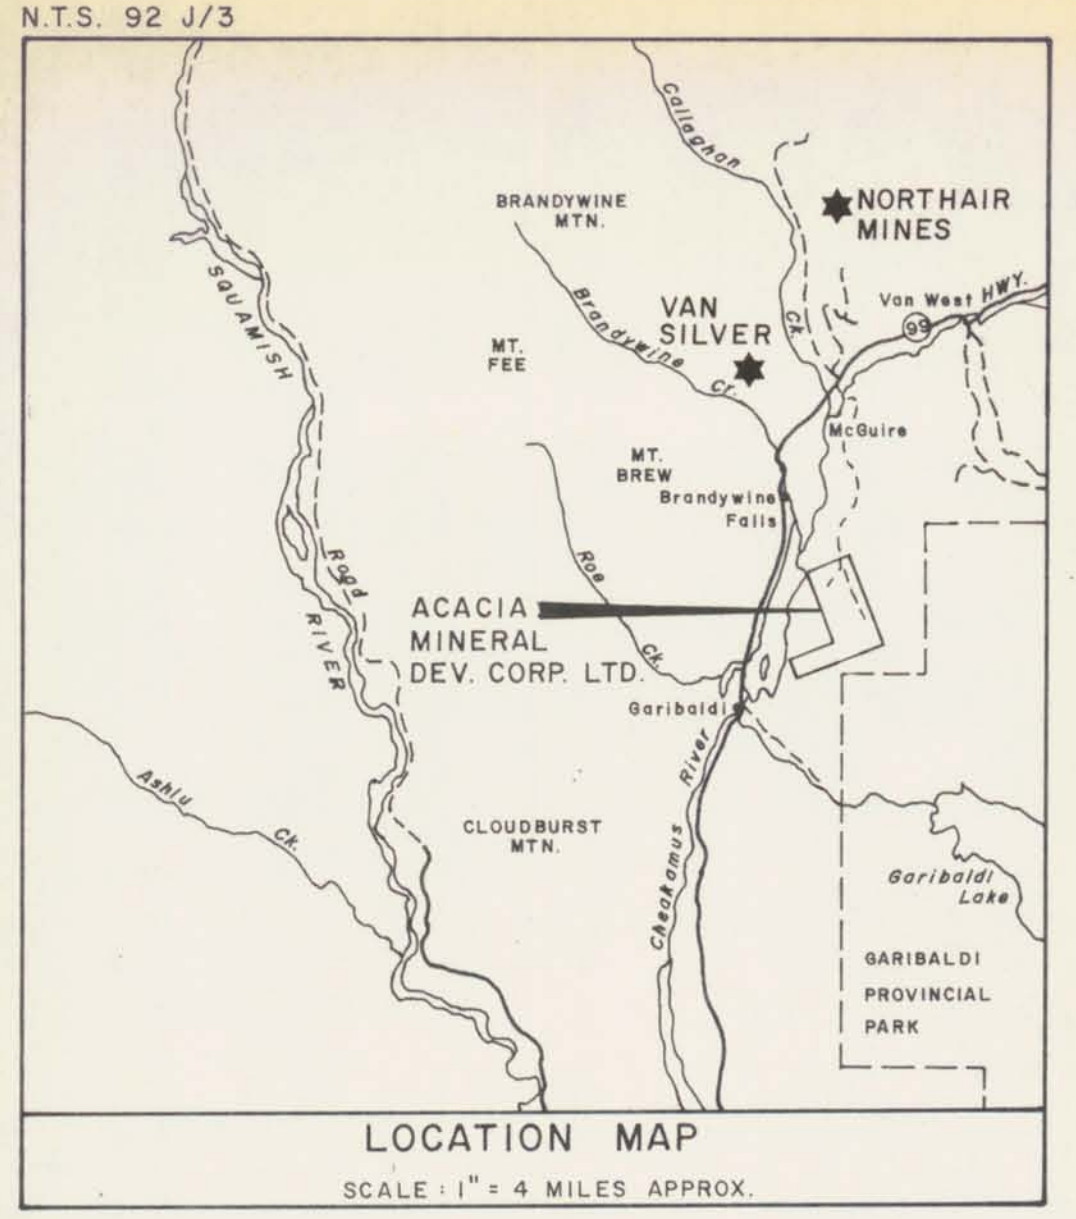 N.T.S. 92 J/3
Callaghan
Ck.
BRANDYWINE
MTN.
NORTHAIR
MINES
SQUAMISH
RIVER
Road
Brandywine
Cr.
VAN
SILVER
Van West HWY.
99
MT.
FEE
McGuire
MT.
BREW
Brandywine
Falls
Roe
Ck.
ACACIA
MINERAL
DEV. CORP. LTD.
Garibaldi
Ashlu
Ck.
Cheakamus River
CLOUDBURST
MTN.
Garibaldi
Lake
GARIBALDI
PROVINCIAL
PARK
LOCATION MAP
SCALE : 1" = 4 MILES APPROX.